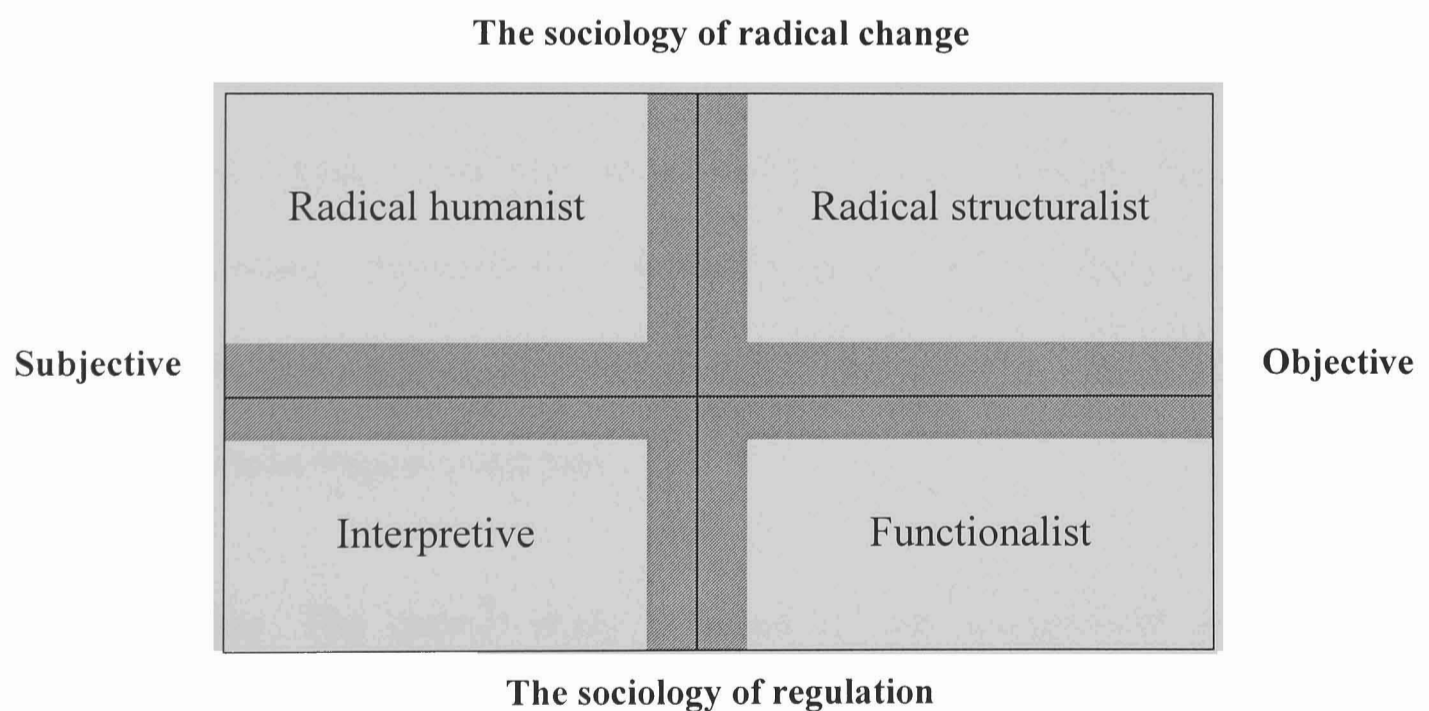 The sociology of radical change
Radical humanist
Radical structuralist
Subjective
Objective
Interpretive
Functionalist
The sociology of regulation